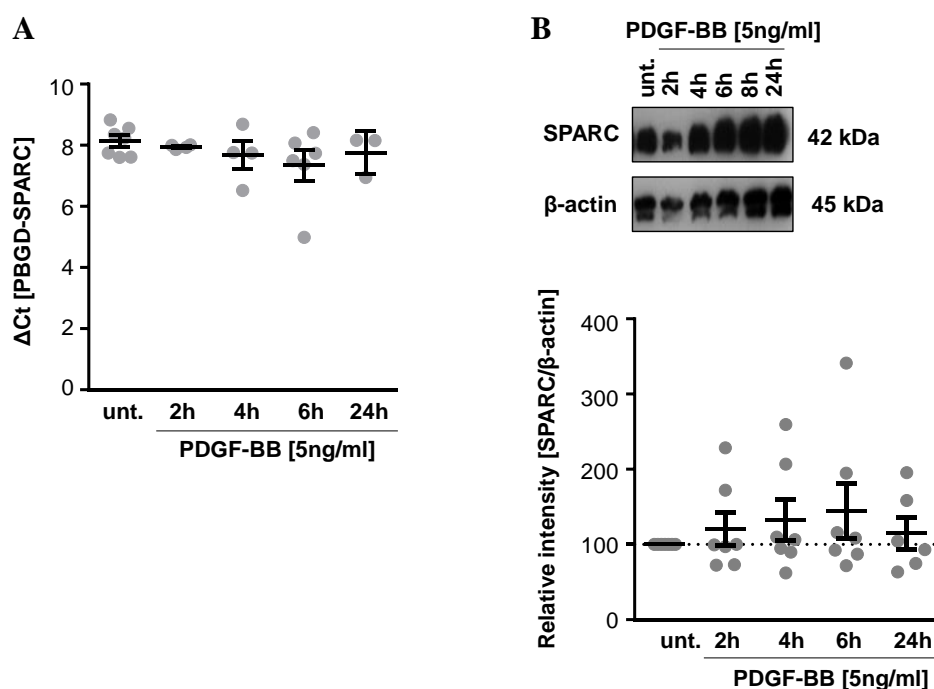 A
ΔCt [PBGD-SPARC]
10
8
6
4
2
0
unt. 2h 4h 6h 24h
PDGF-BB [5ng/ml]
B
PDGF-BB [5ng/ml]
unt. 2h 4h 6h 8h 24h
SPARC 42 kDa
β-actin 45 kDa
Relative intensity [SPARC/β-actin]
400
300
200
100
0
unt. 2h 4h 6h 24h
PDGF-BB [5ng/ml]